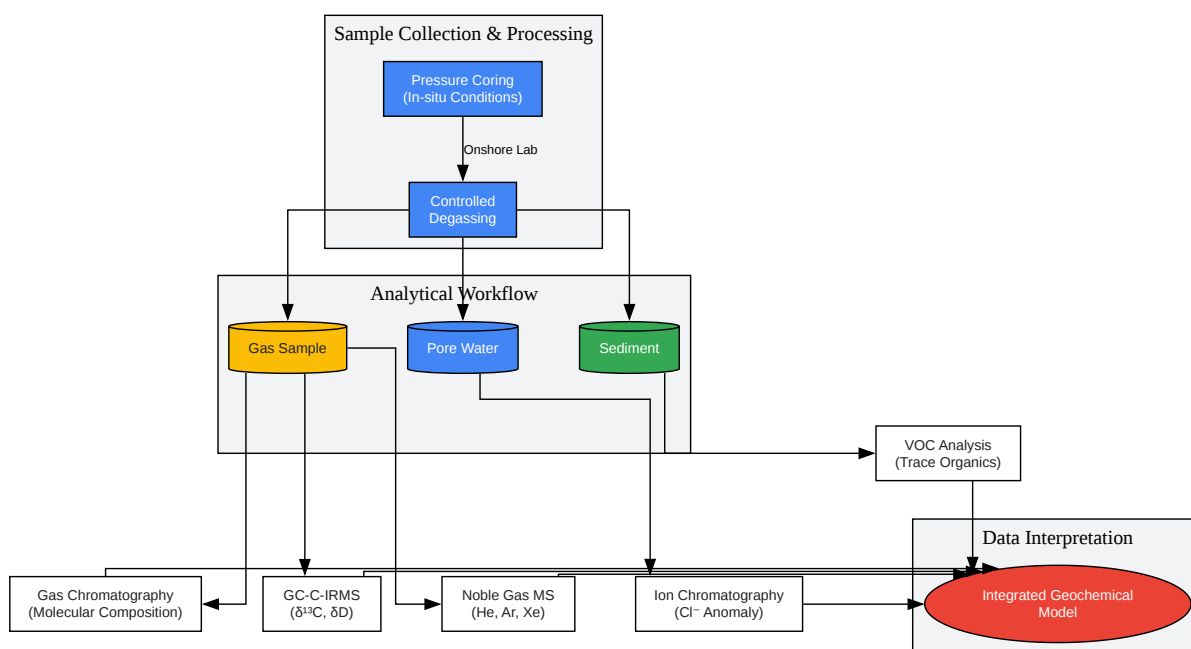 Sample Collection & Processing
Pressure Coring
(In-situ Conditions)
Onshore Lab
Controlled
Degassing
Analytical Workflow
Gas Sample
Pore Water
Sediment
VOC Analysis
(Trace Organics)
Data Interpretation
Gas Chromatography
(Molecular Composition)
GC-C-IRMS
(δ¹³C, δD)
Noble Gas MS
(He, Ar, Xe)
Ion Chromatography
(Cl⁻ Anomaly)
Integrated Geochemical
Model